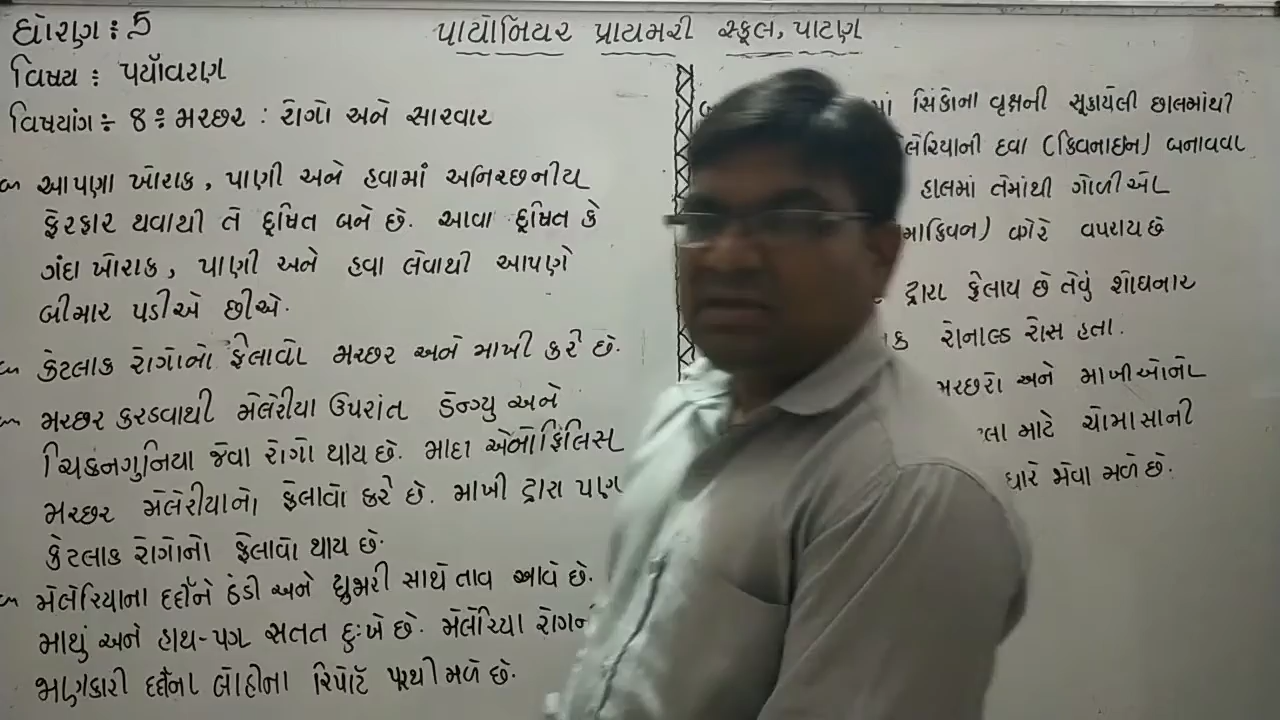 ધોરણ : 5
પાયોનિયર પ્રાયમરી સ્કૂલ, પાટણ
વિષય : પર્યાવરણ
વિષયાંગ : 8 : મચ્છર : રોગો અને સારવાર
આપણા ખોરાક, પાણી અને હવામાં અનિચ્છનીય
ફેરફાર થવાથી તે દૂષિત બને છે. આવા દૂષિત કે
ગંદા ખોરાક, પાણી અને હવા લેવાથી આપણે
બીમાર પડીએ છીએ.
કેટલાક રોગોનો ફેલાવો મચ્છર અને માખી કરે છે.
મચ્છર કરડવાથી મેલેરીયા ઉપરાંત ડેન્ગ્યુ અને
ચિકનગુનિયા જેવા રોગો થાય છે. માદા એનોફિલિસ
મચ્છર મેલેરીયાનો ફેલાવો કરે છે. માખી દ્વારા પણ
કેટલાક રોગોનો ફેલાવો થાય છે.
મેલેરિયાના દર્દીને ઠંડી અને ધ્રુજારી સાથે તાવ આવે છે.
માથું અને હાથ-પગ સતત દુઃખે છે. મેલેરિયા રોગ
જાણકારી દર્દીના લોહીના રિપોર્ટ પરથી મળે છે.
સિંકોના વૃક્ષની સૂકાયેલી છાલમાંથી
દવા (ક્વિનાઇન) બનાવવા
હાલમાં તેમાંથી ગોળીએલ
વગેરે વપરાય છે
દ્વારા ફેલાય છે તેવું શોધનાર
રોનાલ્ડ રોસ હતા.
મચ્છરો અને માખીઓનો
માટે ચોમાસાની
જોવા મળે છે.